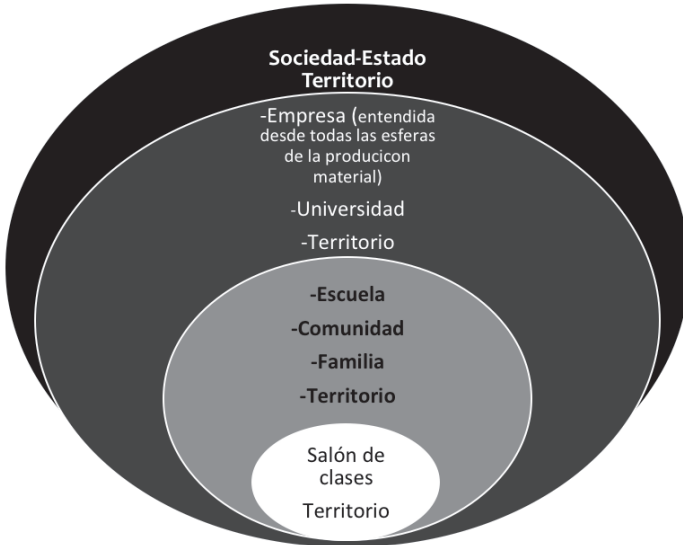 Sociedad-Estado
Territorio
-Empresa (entendida
desde todas las esferas
de la producicon
material)
-Universidad
-Territorio
-Escuela
-Comunidad
-Familia
-Territorio
Salón de
clases
Territorio